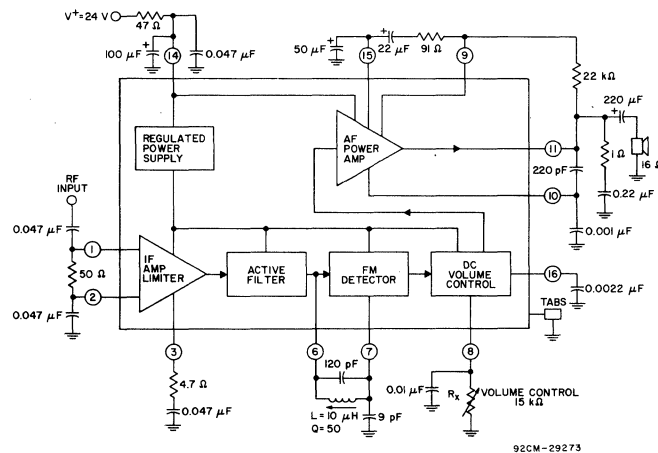 V+=24 V
47 Ω
100 µF
+
14
0.047 µF
50 µF
+
15
+
22 µF
91 Ω
9
22 kΩ
220 µF
+
REGULATED POWER SUPPLY
AF POWER AMP
11
220 pF
1 Ω
16 Ω
10
0.22 µF
0.001 µF
RF INPUT
0.047 µF
1
50 Ω
2
0.047 µF
IF AMP LIMITER
ACTIVE FILTER
FM DETECTOR
DC VOLUME CONTROL
16
0.0022 µF
TABS
3
6
7
8
4.7 Ω
0.047 µF
120 pF
L = 10 µH
Q = 50
9 pF
0.01 µF
Rx
VOLUME CONTROL
15 kΩ
92CM-29273